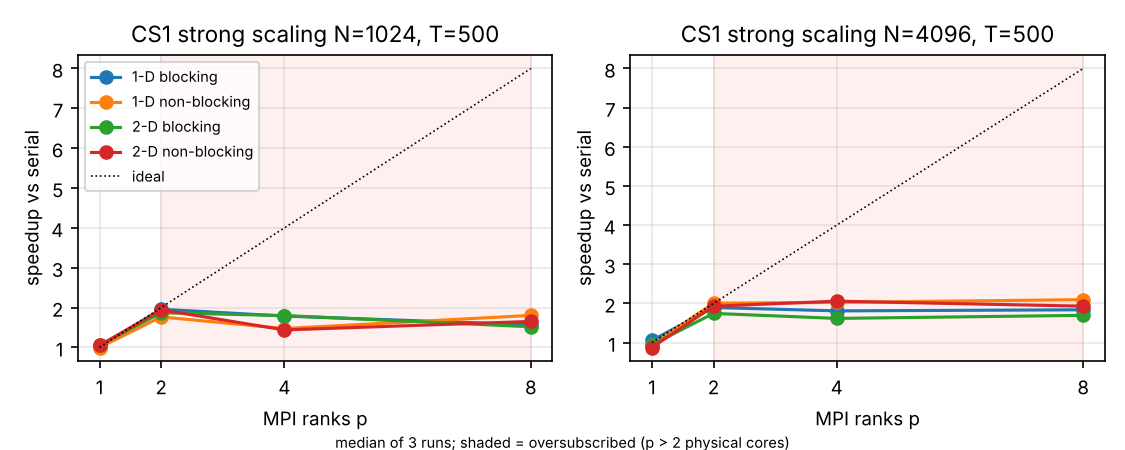 CS1 strong scaling N=1024, T=500
speedup vs serial
8
7
6
5
4
3
2
1
1-D blocking
1-D non-blocking
2-D blocking
2-D non-blocking
ideal
1 2 4 8
MPI ranks p
CS1 strong scaling N=4096, T=500
speedup vs serial
8
7
6
5
4
3
2
1
1 2 4 8
MPI ranks p
median of 3 runs; shaded = oversubscribed (p > 2 physical cores)